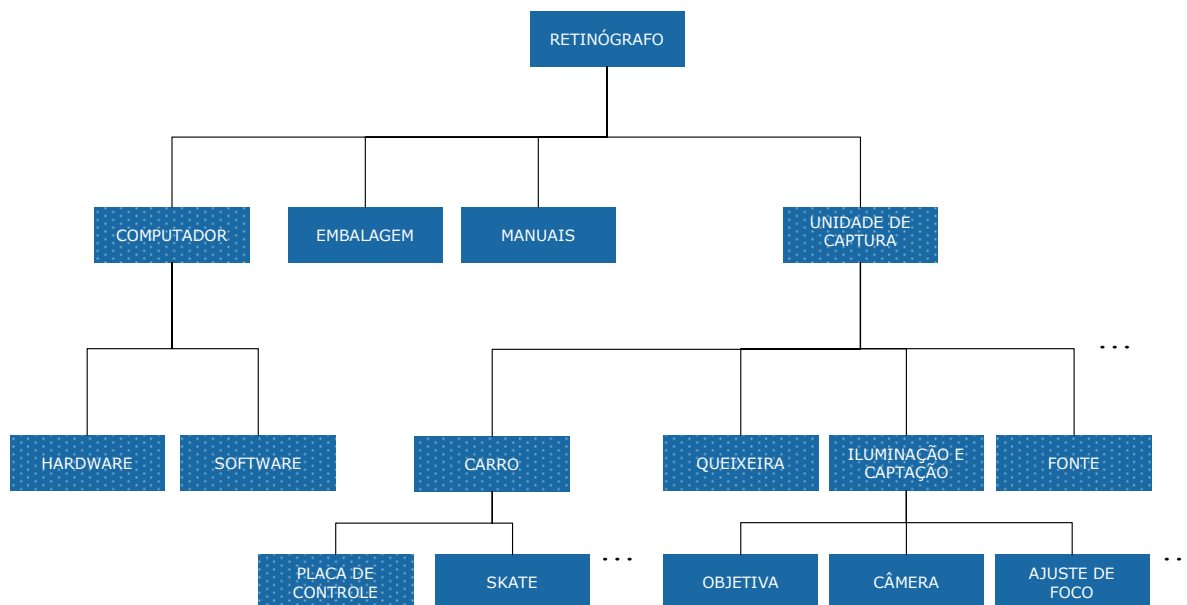 RETINÓGRAFO
COMPUTADOR
EMBALAGEM
MANUAIS
UNIDADE DE
CAPTURA
...
HARDWARE
SOFTWARE
CARRO
QUEIXEIRA
ILUMINAÇÃO E
CAPTAÇÃO
FONTE
PLACA DE
CONTROLE
SKATE
...
OBJETIVA
CÂMERA
AJUSTE DE
FOCO
...